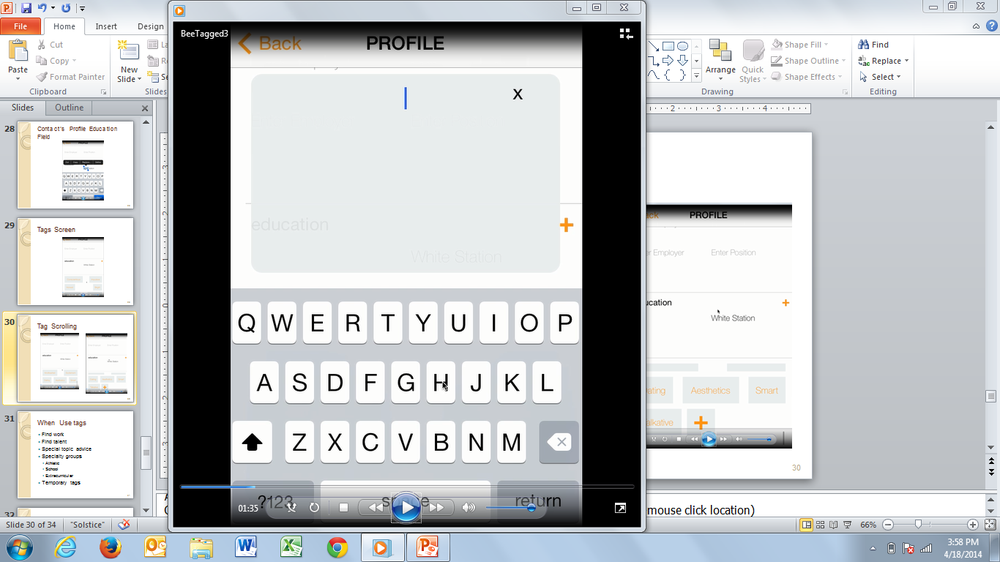 File
Home
Insert
Design
Paste
Cut
Copy
Format Painter
Clipboard
New
Slide
Slides
Arrange
Quick
Styles
Shape Fill
Shape Outline
Shape Effects
Drawing
Find
Replace
Select
Editing
Slides
Outline
28
Contact's Profile Education
Field
29
Tags Screen
30
Tag Scrolling
31
When Use tags
Find work
Find talent
Special topic advice
Specialty groups
Athletic
School
Extracurricular
Temporary tags
32
BeeTagged3
Back
PROFILE
x
education
+
White Station
Q W E R T Y U I O P
A S D F G H J K L
Z X C V B N M
?123
space
return
01:35
2 3 4
PROFILE
er Employer
Enter Position
ucation
+
White Station
ating
Aesthetics
Smart
alkative
+
30
mouse click location)
Slide 30 of 34
"Solstice"
66%
3:58 PM
4/18/2014